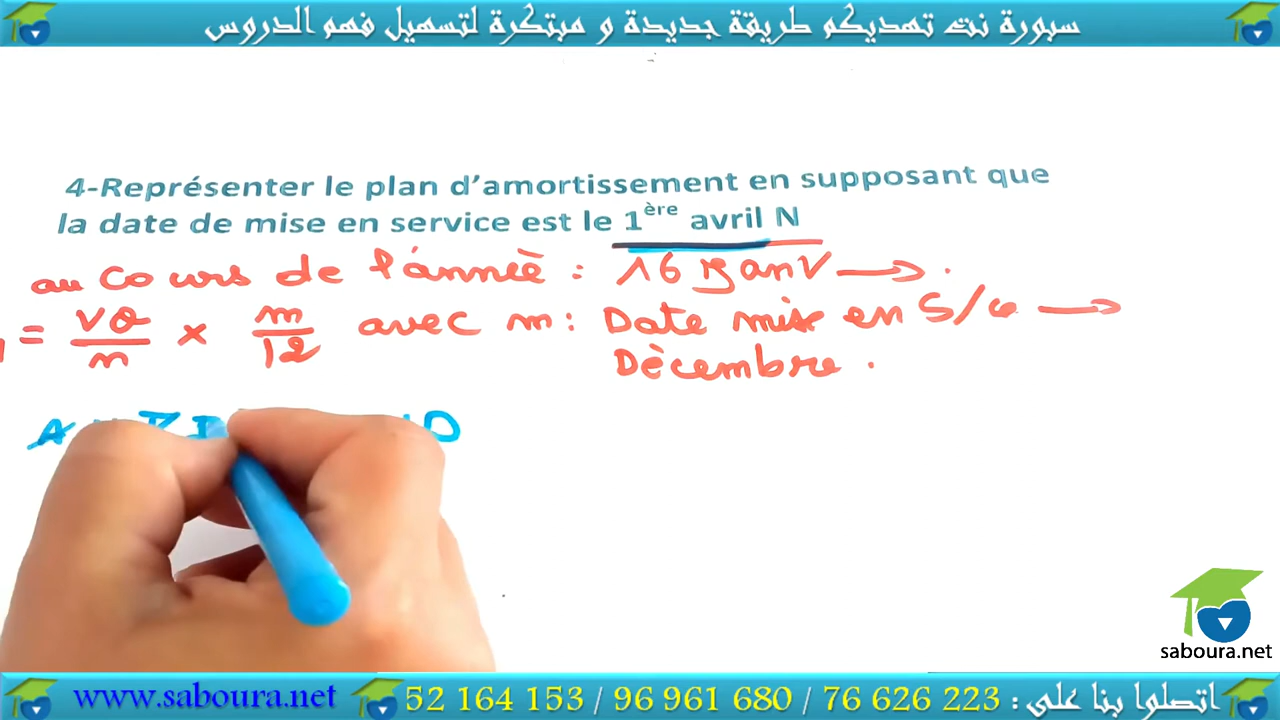 سبورة نت تهديكم طريقة جديدة و مبتكرة لتسهيل فهم الدروس
4-Représenter le plan d'amortissement en supposant que
la date de mise en service est le 1ère avril N
au cours de l'année : 16 Janv →.
= VO/n × m/12 avec m : Date mise en S/ce →
Décembre.
saboura.net
www.saboura.net 52 164 153 / 96 961 680 / 76 626 223 : اتصلوا بنا على